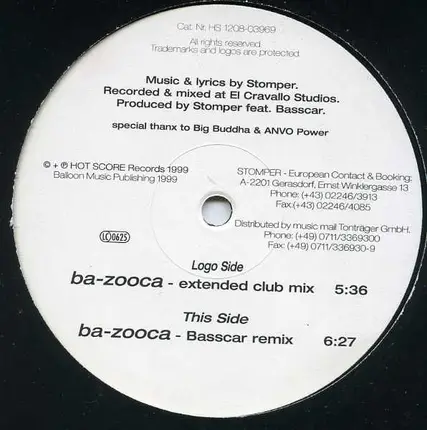 Cat. Nr. HS 1208-03969
All rights reserved.
Trademarks and logos are protected.
Music & lyrics by Stomper.
Recorded & mixed at El Cravallo Studios.
Produced by Stomper feat. Basscar.
special thanx to Big Buddha & ANVO Power
© + ℗ HOT SCORE Records 1999
Balloon Music Publishing 1999
STOMPER - European Contact & Booking:
A-2201 Gerasdorf, Ernst Winklergasse 13
Phone: (+43) 02246/3913
Fax:(+43) 02246/4085
Distributed by music mail Tonträger GmbH.
Phone: (+49) 0711/3369300
Fax: (+49) 0711/336930-9
LC 0625
Logo Side
ba-zooca - extended club mix 5:36
This Side
ba-zooca - Basscar remix 6:27